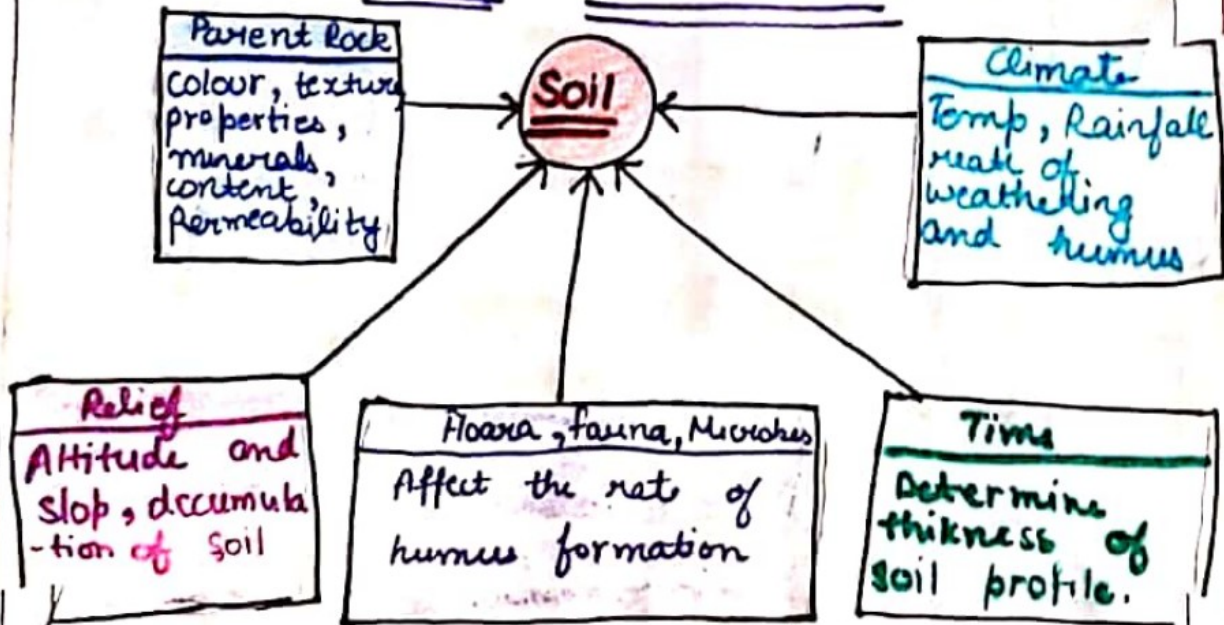 Parent Rock
Colour, texture
properties,
minerals,
content,
Permeability
Soil
Climate
Temp, Rainfall
reate of
weathering
and humus
Relief
Attitude and
slop, accumula
-tion of soil
Floara, fauna, Microbes
Affect the rate of
humus formation
Time
Determine
thikness of
soil profile.